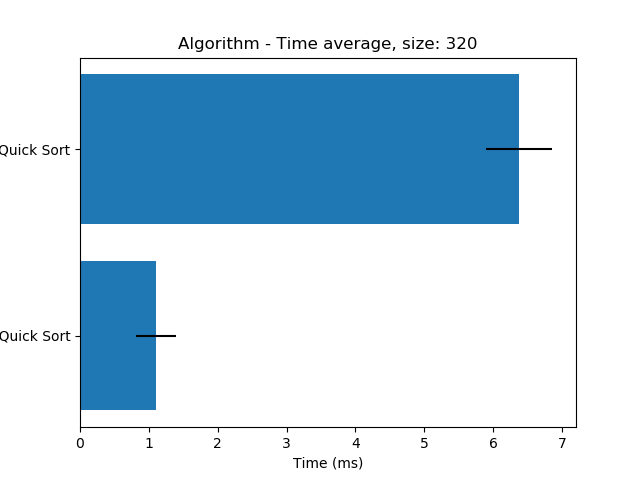 Algorithm - Time average, size: 320
Quick Sort
Quick Sort
0 1 2 3 4 5 6 7
Time (ms)